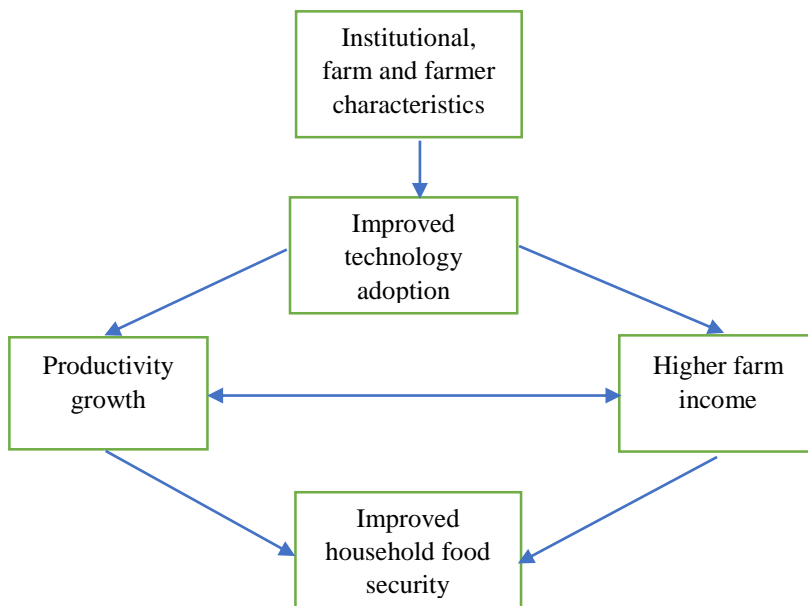 Institutional,
farm and farmer
characteristics
Improved
technology
adoption
Productivity
growth
Higher farm
income
Improved
household food
security